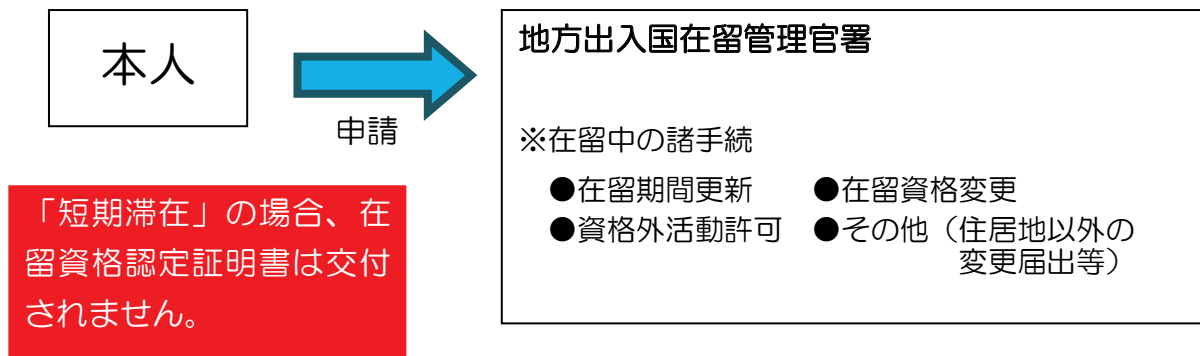 本人
申請
地方出入国在留管理官署
※在留中の諸手続
●在留期間更新 ●在留資格変更
●資格外活動許可 ●その他（住居地以外の
変更届出等）
「短期滞在」の場合、在
留資格認定証明書は交付
されません。